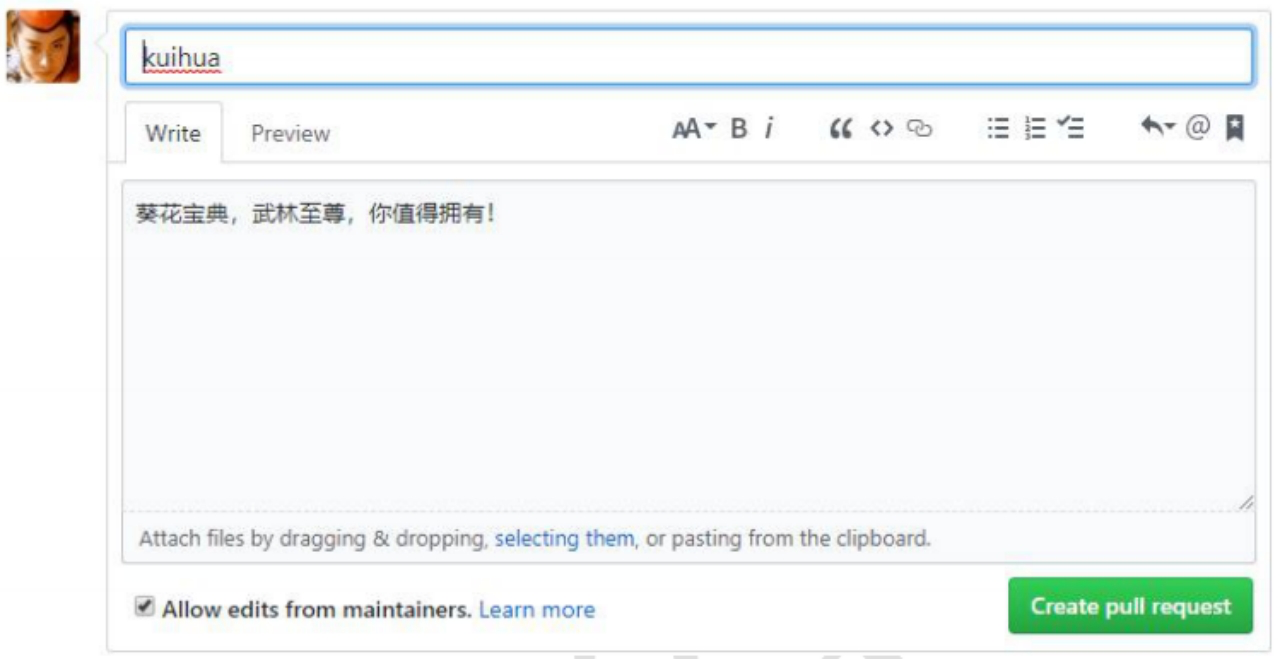 kuihua
Write Preview AA B i
葵花宝典，武林至尊，你值得拥有！
Attach files by dragging & dropping, selecting them, or pasting from the clipboard.
Allow edits from maintainers. Learn more
Create pull request